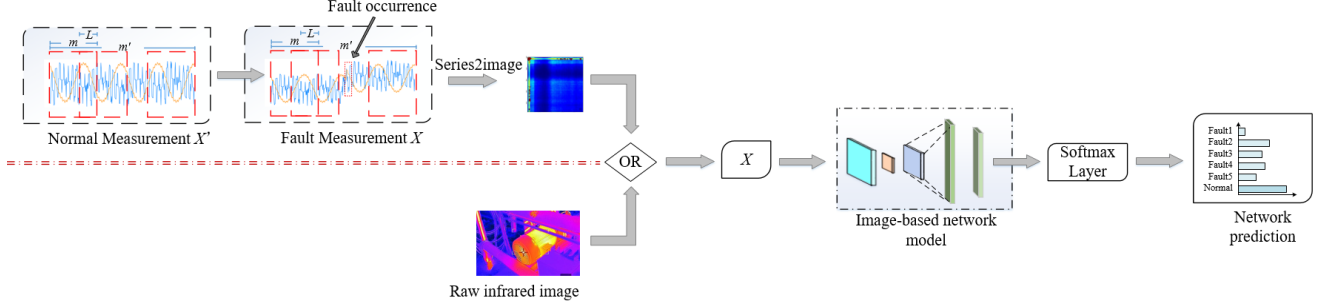 Fault occurrence
L
m
m'
L
m
m'
Series2image
Normal Measurement X'
Fault Measurement X
OR
X
Softmax
Layer
Fault1
Fault2
Fault3
Fault4
Fault5
Normal
Image-based network
model
Network
prediction
Raw infrared image